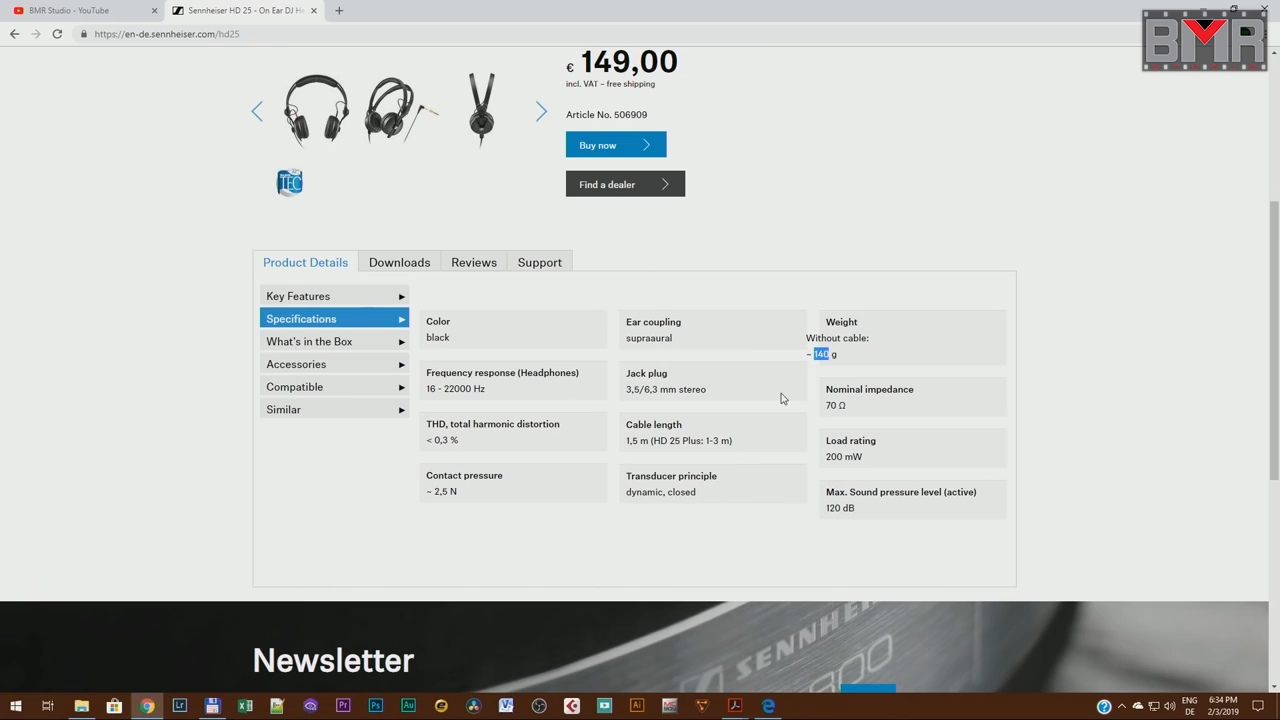 BMR Studio - YouTube
Sennheiser HD 25 - On Ear DJ He
https://en-de.sennheiser.com/hd25
BMR
€ 149,00
incl. VAT – free shipping
Article No. 506909
Buy now
Find a dealer
TEC
Product Details
Downloads
Reviews
Support
Key Features
Specifications
What's in the Box
Accessories
Compatible
Similar
Color
black
Frequency response (Headphones)
16 - 22000 Hz
THD, total harmonic distortion
< 0,3 %
Contact pressure
~ 2,5 N
Ear coupling
supraaural
Jack plug
3,5/6,3 mm stereo
Cable length
1,5 m (HD 25 Plus: 1-3 m)
Transducer principle
dynamic, closed
Weight
Without cable:
~ 140 g
Nominal impedance
70 Ω
Load rating
200 mW
Max. Sound pressure level (active)
120 dB
Newsletter
SENNHEISER
800
ENG
DE
6:34 PM
2/3/2019